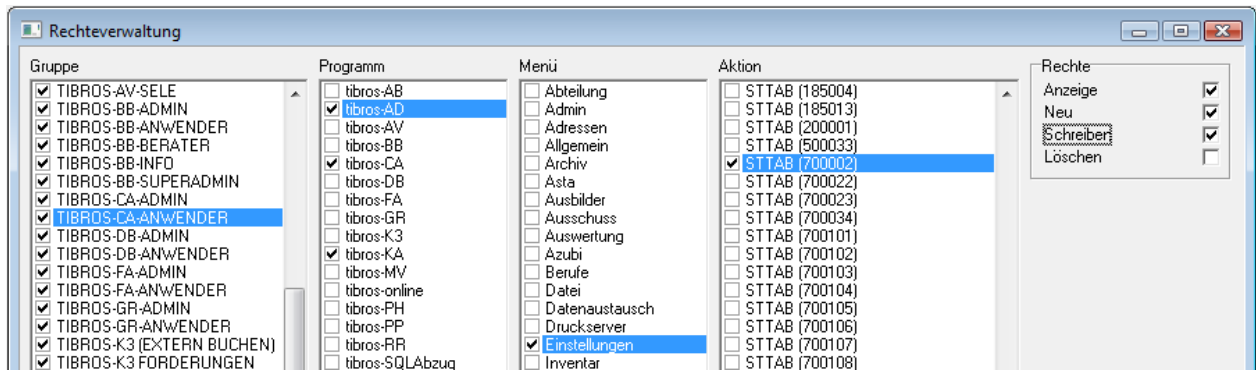 Rechteverwaltung
Gruppe
TIBROS-AV-SELE
TIBROS-BB-ADMIN
TIBROS-BB-ANWENDER
TIBROS-BB-BERATER
TIBROS-BB-INFO
TIBROS-BB-SUPERADMIN
TIBROS-CA-ADMIN
TIBROS-CA-ANWENDER
TIBROS-DB-ADMIN
TIBROS-DB-ANWENDER
TIBROS-FA-ADMIN
TIBROS-FA-ANWENDER
TIBROS-GR-ADMIN
TIBROS-GR-ANWENDER
TIBROS-K3 (EXTERN BUCHEN)
TIBROS-K3 FORDERUNGEN
Programm
tibros-AB
tibros-AD
tibros-AV
tibros-BB
tibros-CA
tibros-DB
tibros-FA
tibros-GR
tibros-K3
tibros-KA
tibros-MV
tibros-online
tibros-PH
tibros-PP
tibros-RR
tibros-SQLAbzug
Menü
Abteilung
Admin
Adressen
Allgemein
Archiv
Asta
Ausbilder
Ausschuss
Auswertung
Azubi
Berufe
Datei
Datenaustausch
Druckserver
Einstellungen
Inventar
Aktion
STTAB (185004)
STTAB (185013)
STTAB (200001)
STTAB (500033)
STTAB (700002)
STTAB (700022)
STTAB (700023)
STTAB (700034)
STTAB (700101)
STTAB (700102)
STTAB (700103)
STTAB (700104)
STTAB (700105)
STTAB (700106)
STTAB (700107)
STTAB (700108)
Rechte
Anzeige
Neu
Schreiben
Löschen